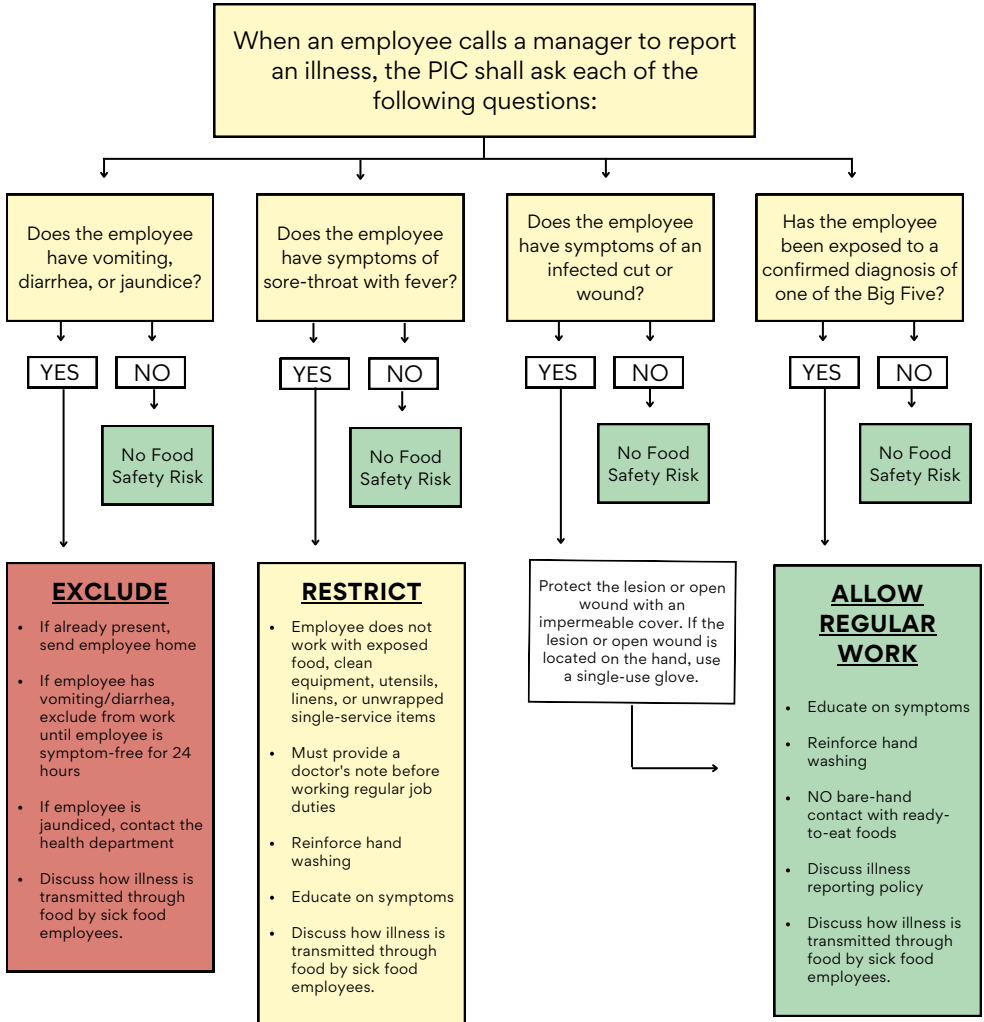 When an employee calls a manager to report
an illness, the PIC shall ask each of the
following questions:
Does the employee
have vomiting,
diarrhea, or jaundice?
YES
NO
No Food
Safety Risk
Does the employee
have symptoms of
sore-throat with fever?
YES
NO
No Food
Safety Risk
Does the employee
have symptoms of an
infected cut or
wound?
YES
NO
No Food
Safety Risk
Has the employee
been exposed to a
confirmed diagnosis of
one of the Big Five?
YES
NO
No Food
Safety Risk
EXCLUDE
• If already present,
send employee home
• If employee has
vomiting/diarrhea,
exclude from work
until employee is
symptom-free for 24
hours
• If employee is
jaundiced, contact the
health department
• Discuss how illness is
transmitted through
food by sick food
employees.
RESTRICT
• Employee does not
work with exposed
food, clean
equipment, utensils,
linens, or unwrapped
single-service items
• Must provide a
doctor's note before
working regular job
duties
• Reinforce hand
washing
• Educate on symptoms
• Discuss how illness is
transmitted through
food by sick food
employees.
Protect the lesion or open
wound with an
impermeable cover. If the
lesion or open wound is
located on the hand, use
a single-use glove.
ALLOW
REGULAR
WORK
• Educate on symptoms
• Reinforce hand
washing
• NO bare-hand
contact with ready-
to-eat foods
• Discuss illness
reporting policy
• Discuss how illness is
transmitted through
food by sick food
employees.